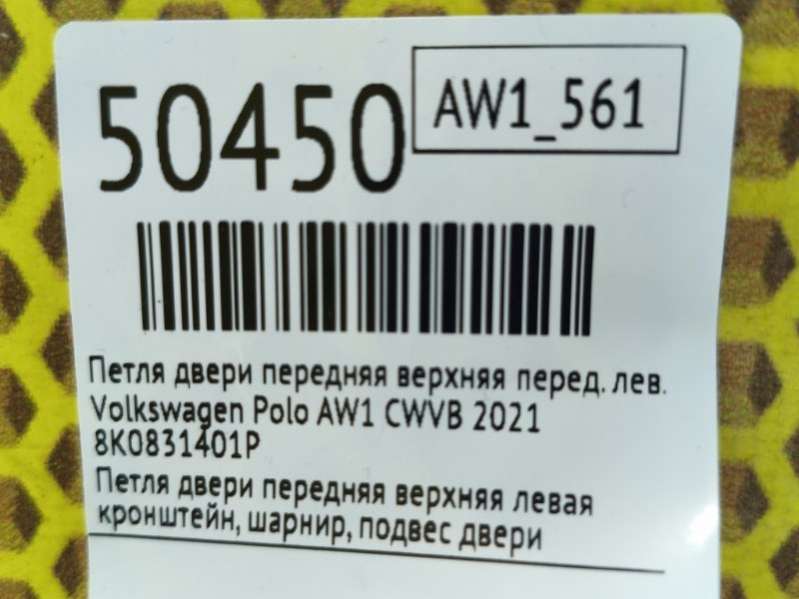 50450
AW1_561
Петля двери передняя верхняя перед. лев.
Volkswagen Polo AW1 CWVB 2021
8K0831401P
Петля двери передняя верхняя левая
кронштейн, шарнир, подвес двери